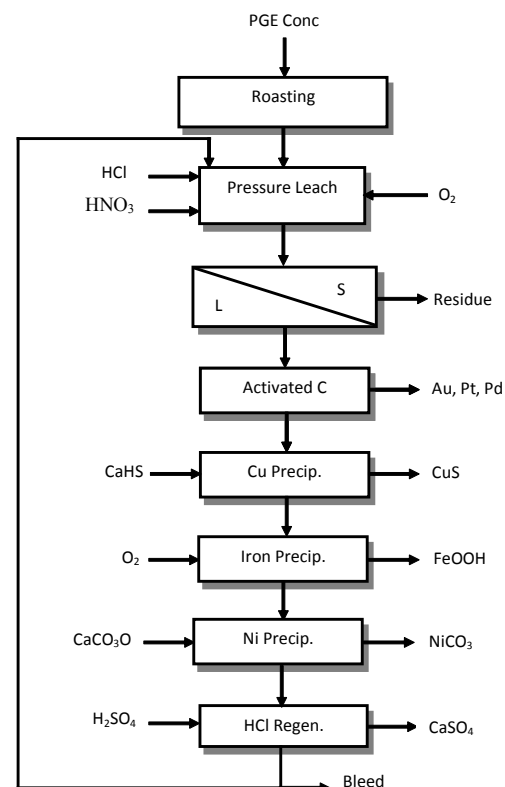 PGE Conc
Roasting
HCl
Pressure Leach
HNO₃
O₂
S
L
Residue
Activated C
Au, Pt, Pd
CaHS
Cu Precip.
CuS
O₂
Iron Precip.
FeOOH
CaCO₃O
Ni Precip.
NiCO₃
H₂SO₄
HCl Regen.
CaSO₄
Bleed